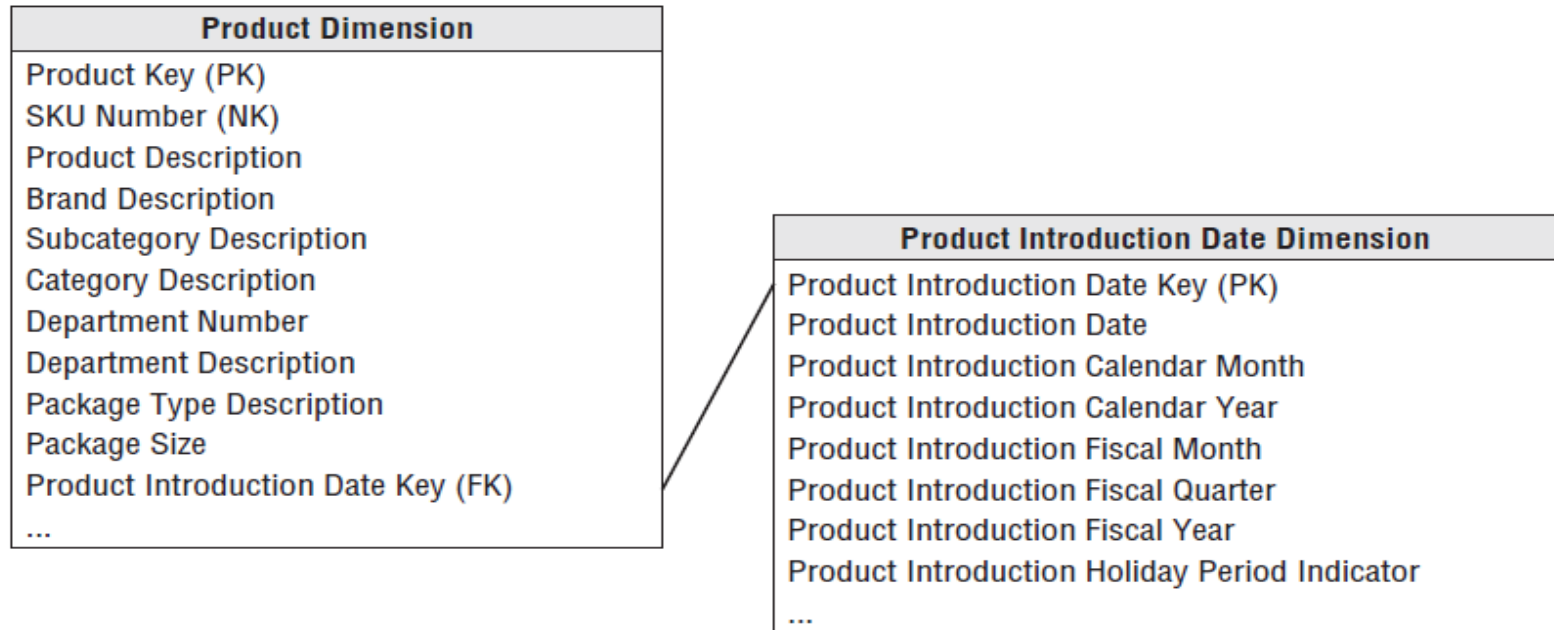 Product Dimension
Product Key (PK)
SKU Number (NK)
Product Description
Brand Description
Subcategory Description
Category Description
Department Number
Department Description
Package Type Description
Package Size
Product Introduction Date Key (FK)
...
Product Introduction Date Dimension
Product Introduction Date Key (PK)
Product Introduction Date
Product Introduction Calendar Month
Product Introduction Calendar Year
Product Introduction Fiscal Month
Product Introduction Fiscal Quarter
Product Introduction Fiscal Year
Product Introduction Holiday Period Indicator
...